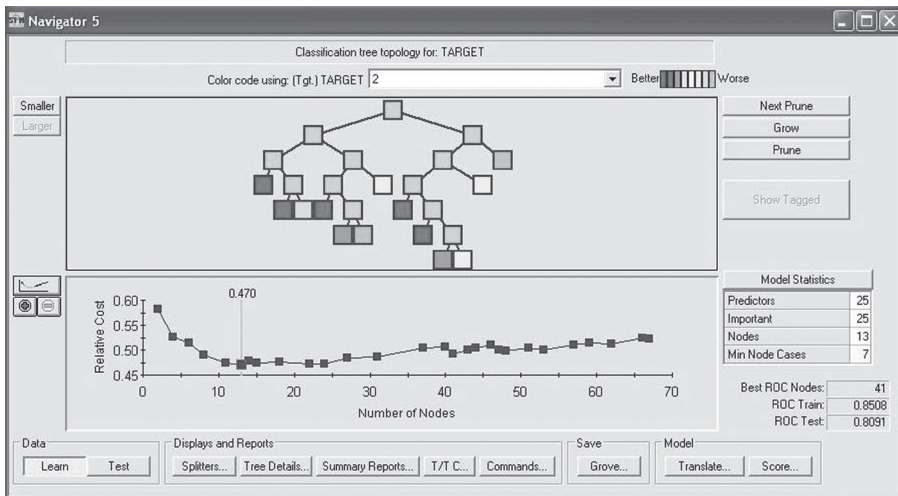 Navigator 5
Classification tree topology for: TARGET
Color code using: (Tgt.) TARGET 2 Better Worse
Smaller
Larger
Next Prune
Grow
Prune
Show Tagged
0.470
Relative Cost
0.60
0.55
0.50
0.45
0 10 20 30 40 50 60 70
Number of Nodes
Model Statistics
Predictors 25
Important 25
Nodes 13
Min Node Cases 7
Best ROC Nodes: 41
ROC Train: 0.8508
ROC Test: 0.8091
Data
Learn Test
Displays and Reports
Splitters... Tree Details... Summary Reports... T/T C... Commands...
Save
Grove...
Model
Translate... Score...